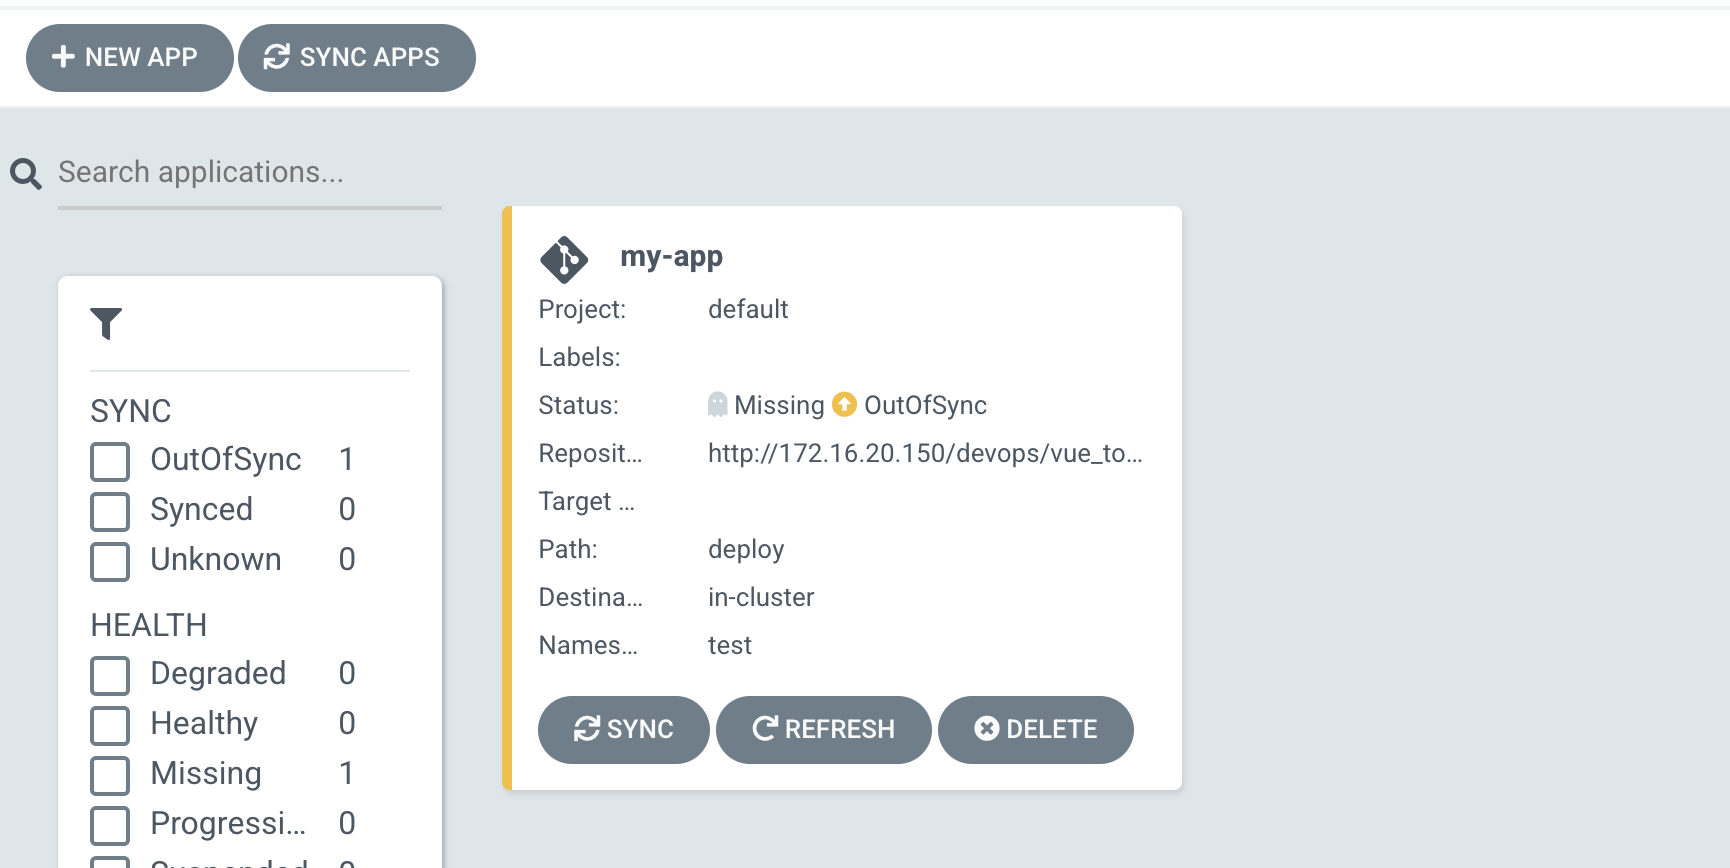 NEW APP SYNC APPS
Search applications...
SYNC
OutOfSync 1
Synced 0
Unknown 0
HEALTH
Degraded 0
Healthy 0
Missing 1
Progressi... 0
Suspended 0
my-app
Project: default
Labels:
Status: Missing OutOfSync
Reposit... http://172.16.20.150/devops/vue_to...
Target ...
Path: deploy
Destina... in-cluster
Names... test
SYNC REFRESH DELETE